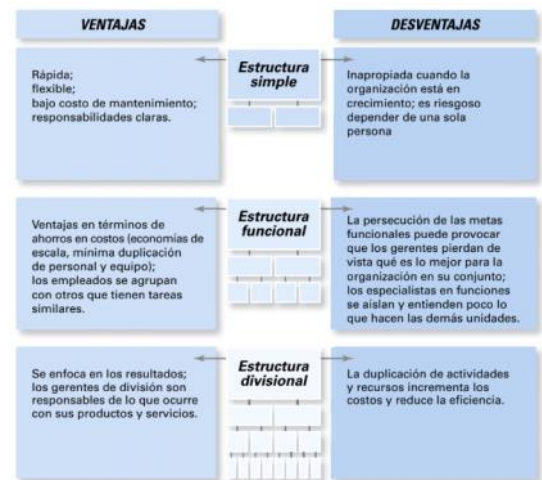 VENTAJAS
DESVENTAJAS
Rápida;
flexible;
bajo costo de mantenimiento;
responsabilidades claras.
Estructura
simple
Inapropiada cuando la
organización está en
crecimiento; es riesgoso
depender de una sola
persona
Ventajas en términos de
ahorros en costos (economías de
escala, mínima duplicación
de personal y equipo);
los empleados se agrupan
con otros que tienen tareas
similares.
Estructura
funcional
La persecución de las metas
funcionales puede provocar
que los gerentes pierdan de
vista qué es lo mejor para la
organización en su conjunto;
los especialistas en funciones
se aíslan y entienden poco lo
que hacen las demás unidades.
Se enfoca en los resultados;
los gerentes de división son
responsables de lo que ocurre
con sus productos y servicios.
Estructura
divisional
La duplicación de actividades
y recursos incrementa los
costos y reduce la eficiencia.